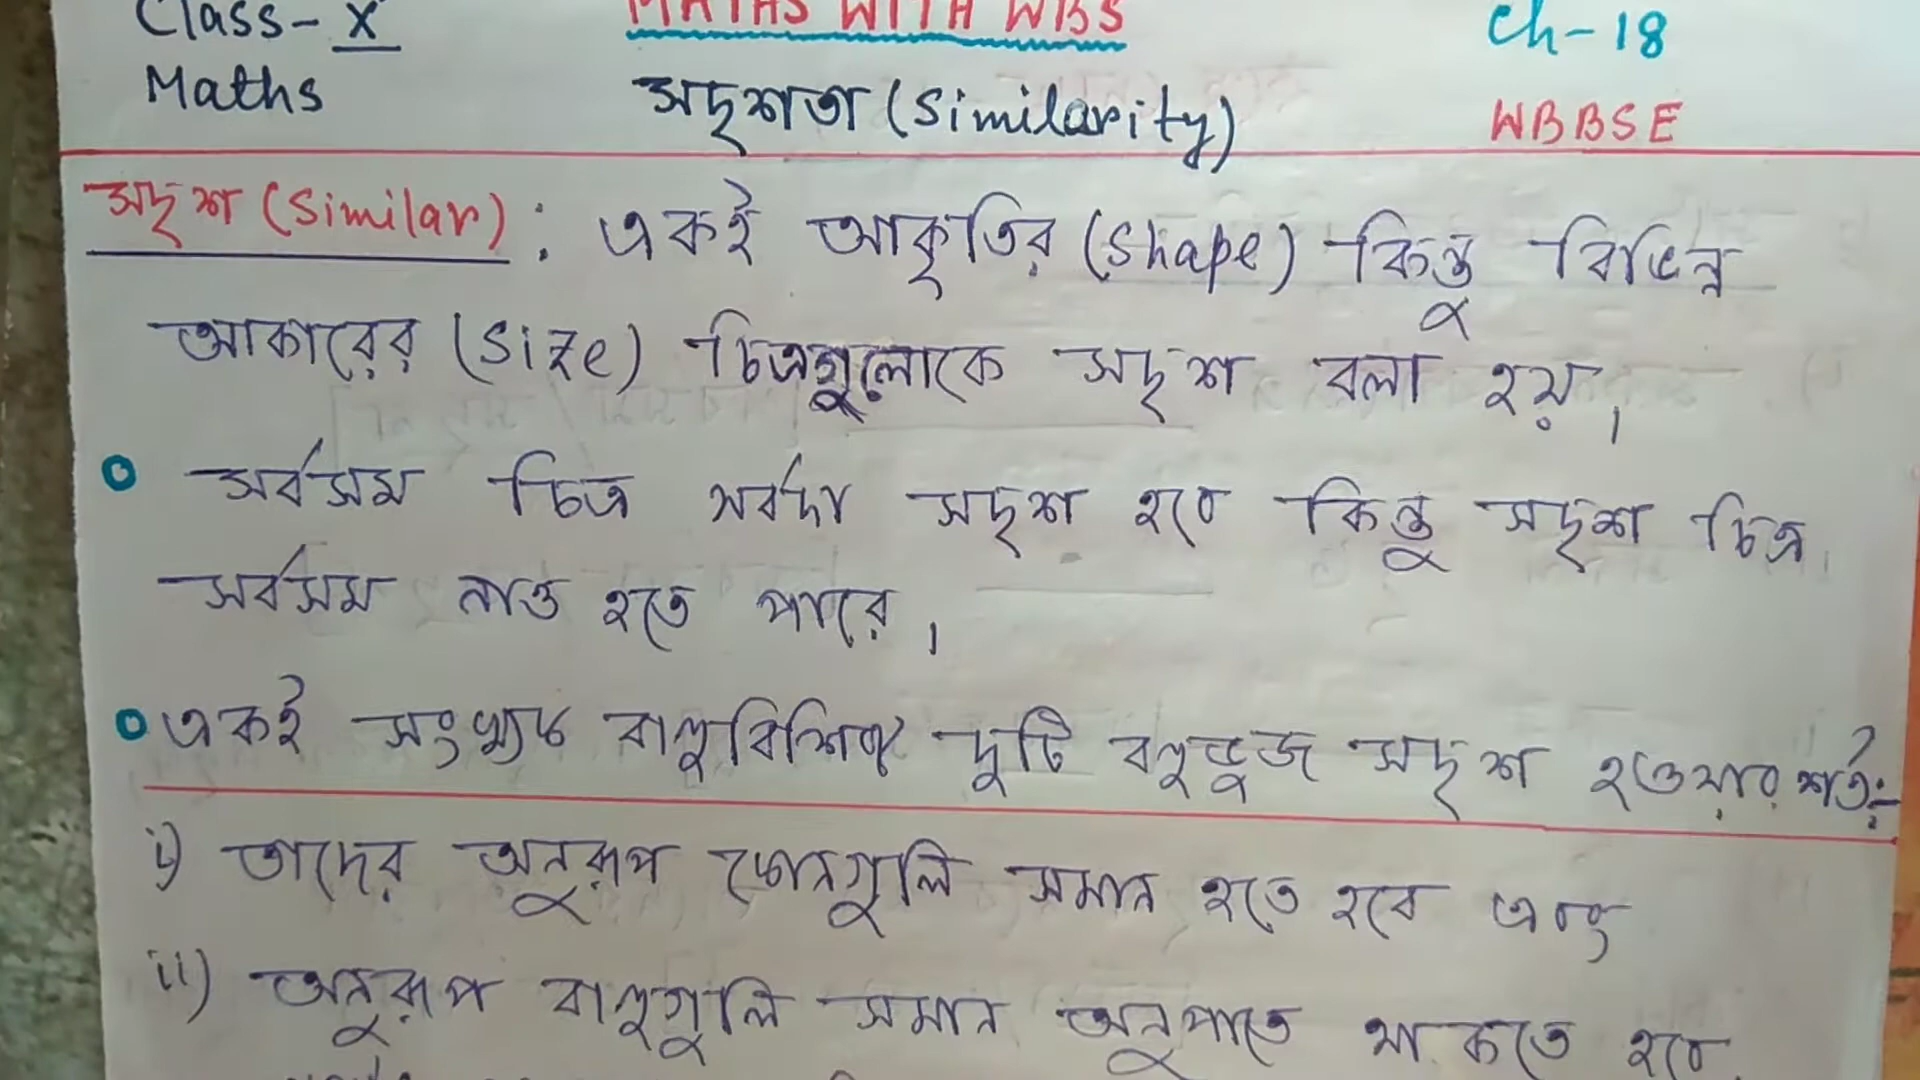 Class- X
MATHS WITH WBS
Ch-18
Maths
সদৃশতা (Similarity)
WBBSE
সদৃশ (Similar) : একই আকৃতির (Shape) কিন্তু বিভিন্ন
আকারের (Size) চিত্রগুলোকে সদৃশ বলা হয়।
সর্বসম চিত্র সর্বদা সদৃশ হবে কিন্তু সদৃশ চিত্র
সর্বসম নাও হতে পারে।
একই সংখ্যক বাহুবিশিষ্ট দুটি বহুভুজ সদৃশ হওয়ার শর্ত:-
i) তাদের অনুরূপ কোনগুলি সমান হতে হবে এবং
ii) অনুরূপ বাহুগুলি সমান অনুপাতে থাকতে হবে